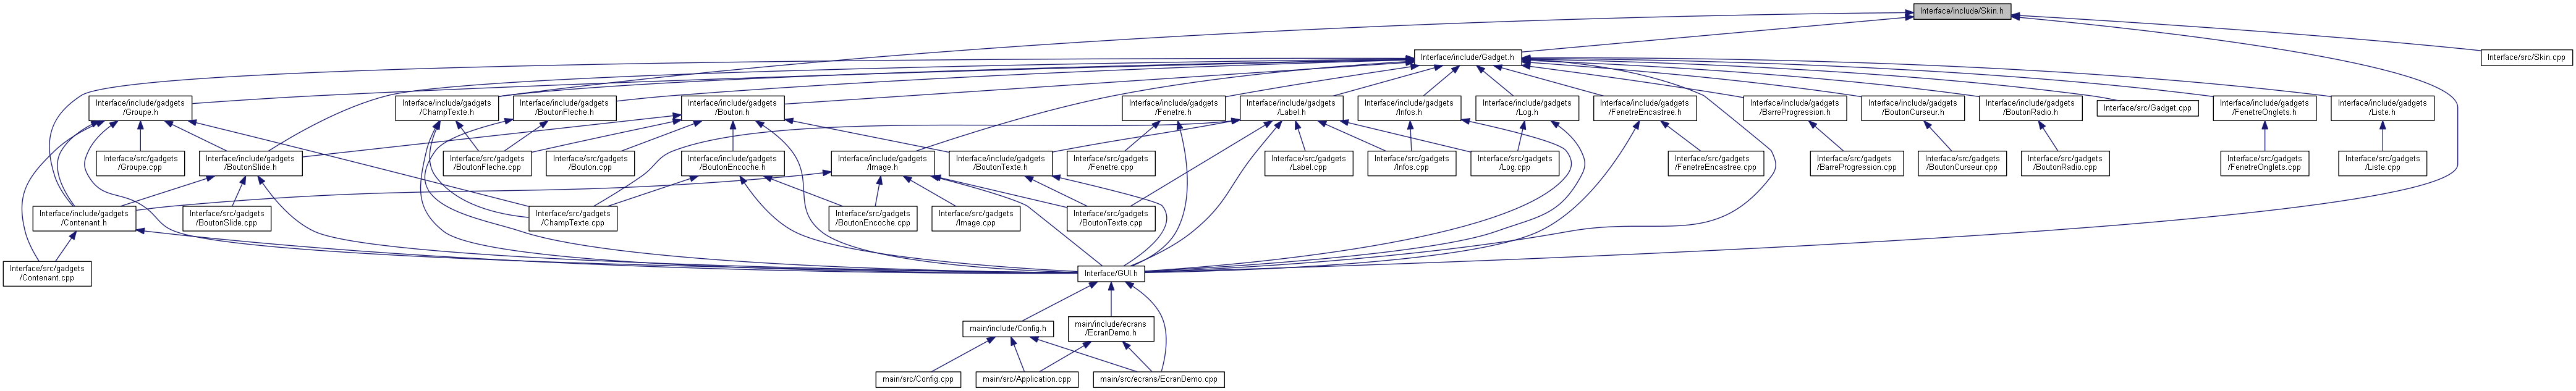 Interface/include/Skin.h
Interface/include/Gadget.h
Interface/src/Skin.cpp
Interface/include/gadgets
/Groupe.h
Interface/include/gadgets
/ChampTexte.h
Interface/include/gadgets
/BoutonFleche.h
Interface/include/gadgets
/Bouton.h
Interface/include/gadgets
/Fenetre.h
Interface/include/gadgets
/Label.h
Interface/include/gadgets
/Infos.h
Interface/include/gadgets
/Log.h
Interface/include/gadgets
/FenetreEncastree.h
Interface/include/gadgets
/BarreProgression.h
Interface/include/gadgets
/BoutonCurseur.h
Interface/include/gadgets
/BoutonRadio.h
Interface/src/Gadget.cpp
Interface/include/gadgets
/FenetreOnglets.h
Interface/include/gadgets
/Liste.h
Interface/src/gadgets
/Groupe.cpp
Interface/include/gadgets
/BoutonSlide.h
Interface/src/gadgets
/BoutonFleche.cpp
Interface/src/gadgets
/Bouton.cpp
Interface/include/gadgets
/BoutonEncoche.h
Interface/include/gadgets
/Image.h
Interface/include/gadgets
/BoutonTexte.h
Interface/src/gadgets
/Fenetre.cpp
Interface/src/gadgets
/Label.cpp
Interface/src/gadgets
/Infos.cpp
Interface/src/gadgets
/Log.cpp
Interface/src/gadgets
/FenetreEncastree.cpp
Interface/src/gadgets
/BarreProgression.cpp
Interface/src/gadgets
/BoutonCurseur.cpp
Interface/src/gadgets
/BoutonRadio.cpp
Interface/src/gadgets
/FenetreOnglets.cpp
Interface/src/gadgets
/Liste.cpp
Interface/include/gadgets
/Contenant.h
Interface/src/gadgets
/BoutonSlide.cpp
Interface/src/gadgets
/ChampTexte.cpp
Interface/src/gadgets
/BoutonEncoche.cpp
Interface/src/gadgets
/Image.cpp
Interface/src/gadgets
/BoutonTexte.cpp
Interface/src/gadgets
/Contenant.cpp
Interface/GUI.h
main/include/Config.h
main/include/ecrans
/EcranDemo.h
main/src/Config.cpp
main/src/Application.cpp
main/src/ecrans/EcranDemo.cpp